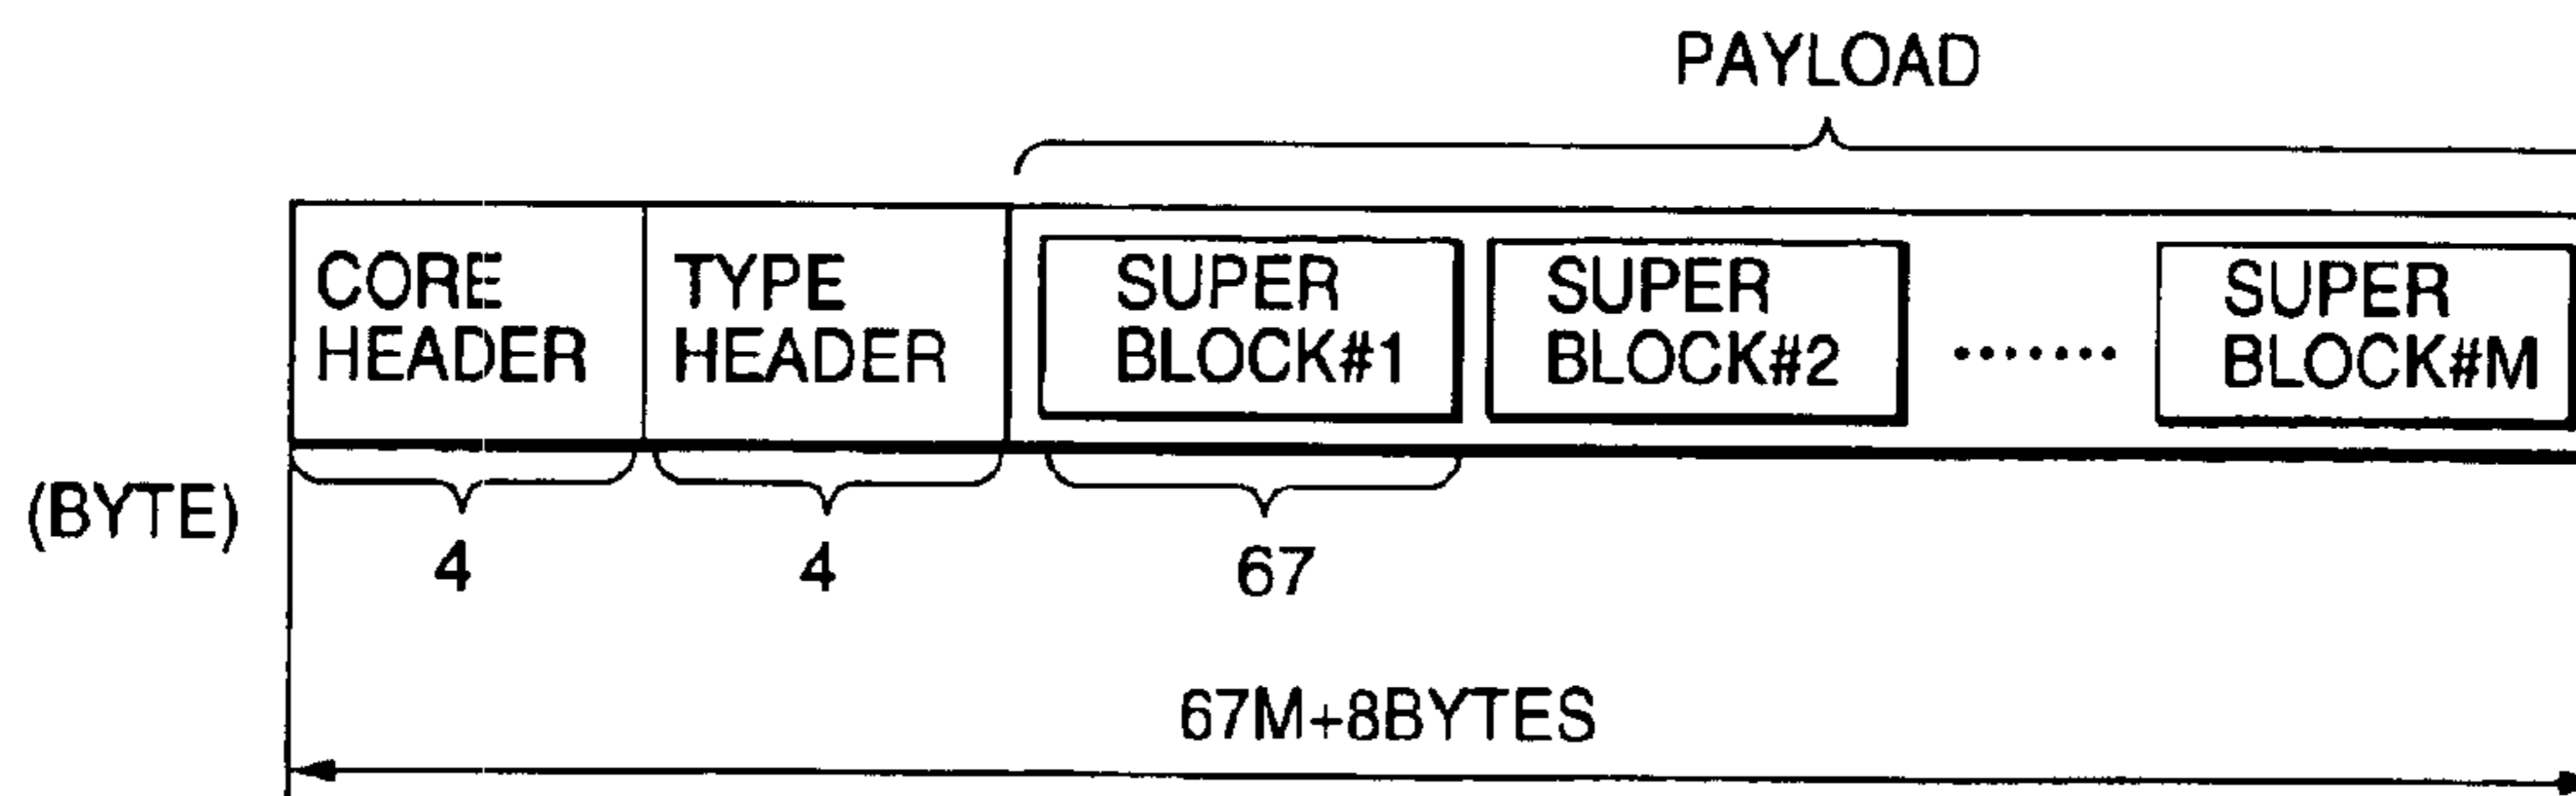 PAYLOAD
CORE
HEADER
TYPE
HEADER
SUPER
BLOCK#1
SUPER
BLOCK#2
.......
SUPER
BLOCK#M
(BYTE)
4
4
67
67M+8BYTES